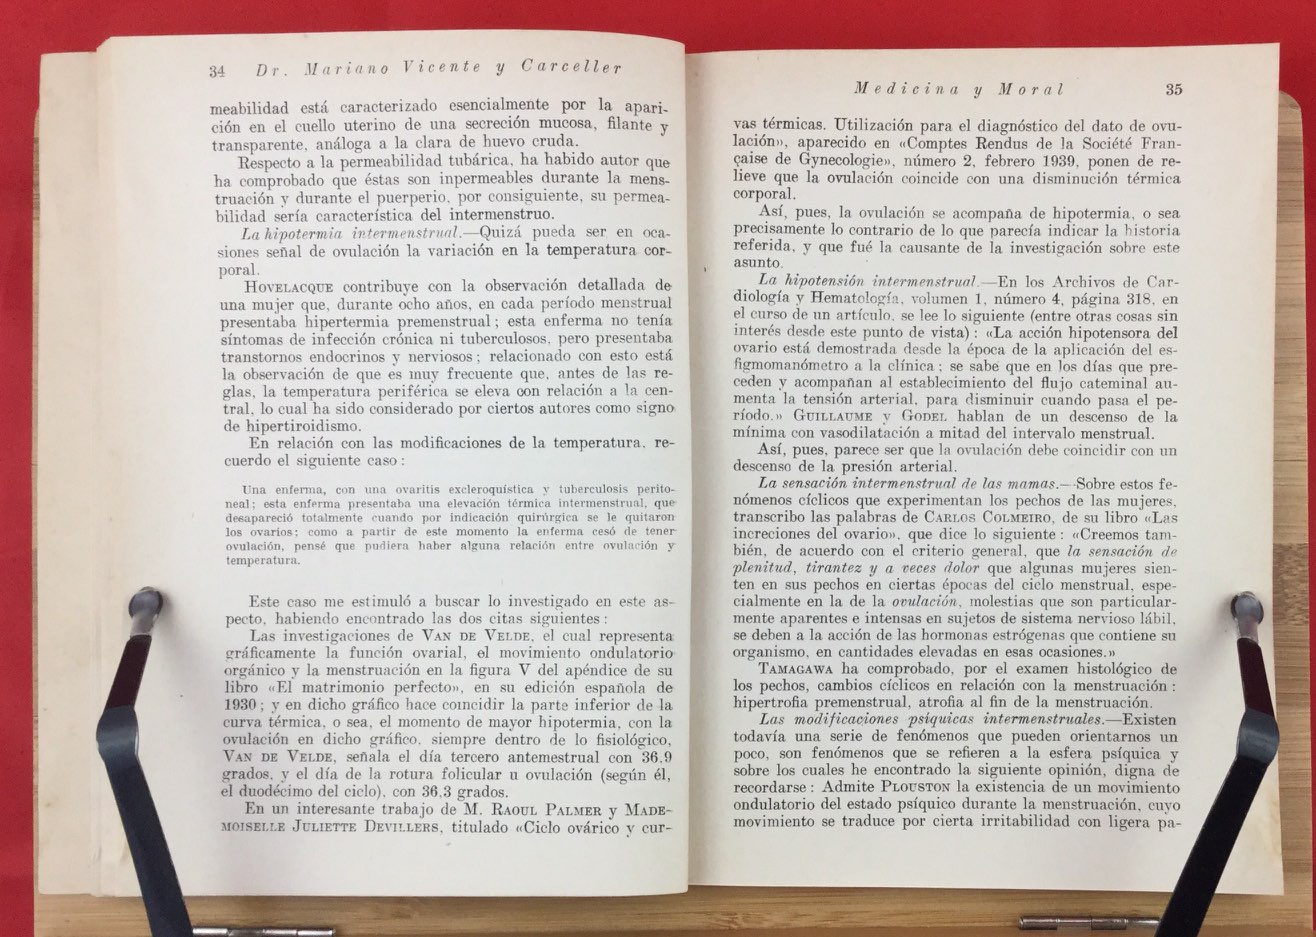 34 Dr. Mariano Vicente y Carceller
meabilidad está caracterizado esencialmente por la apari-
ción en el cuello uterino de una secreción mucosa, filante y
transparente, análoga a la clara de huevo cruda.
Respecto a la permeabilidad tubárica, ha habido autor que
ha comprobado que éstas son inpermeables durante la mens-
truación y durante el puerperio, por consiguiente, su permea-
bilidad sería característica del intermenstruo.
La hipotermia intermenstrual.—Quizá pueda ser en oca-
siones señal de ovulación la variación en la temperatura cor-
poral.
HOVELACQUE contribuye con la observación detallada de
una mujer que, durante ocho años, en cada período menstrual
presentaba hipertermia premenstrual; esta enferma no tenía
síntomas de infección crónica ni tuberculosos, pero presentaba
transtornos endocrinos y nerviosos; relacionado con esto está
la observación de que es muy frecuente que, antes de las re-
glas, la temperatura periférica se eleva con relación a la cen-
tral, lo cual ha sido considerado por ciertos autores como signo
de hipertiroidismo.
En relación con las modificaciones de la temperatura, re-
cuerdo el siguiente caso:
Una enferma, con una ovaritis excleroquística y tuberculosis perito-
neal; esta enferma presentaba una elevación térmica intermenstrual, que
desapareció totalmente cuando por indicación quirúrgica se le quitaron
los ovarios; como a partir de este momento la enferma cesó de tener
ovulación, pensé que pudiera haber alguna relación entre ovulación y
temperatura.
Este caso me estimuló a buscar lo investigado en este as-
pecto, habiendo encontrado las dos citas siguientes:
Las investigaciones de VAN DE VELDE, el cual representa
gráficamente la función ovarial, el movimiento ondulatorio
orgánico y la menstruación en la figura V del apéndice de su
libro «El matrimonio perfecto», en su edición española de
1930; y en dicho gráfico hace coincidir la parte inferior de la
curva térmica, o sea, el momento de mayor hipotermia, con la
ovulación en dicho gráfico, siempre dentro de lo fisiológico,
VAN DE VELDE, señala el día tercero antemestrual con 36,9
grados, y el día de la rotura folicular u ovulación (según él,
el duodécimo del ciclo), con 36,3 grados.
En un interesante trabajo de M. RAOUL PALMER y MADE-
MOISELLE JULIETTE DEVILLERS, titulado «Ciclo ovárico y cur-
Medicina y Moral 35
vas térmicas. Utilización para el diagnóstico del dato de ovu-
lación», aparecido en «Comptes Rendus de la Société Fran-
çaise de Gynecologie», número 2, febrero 1939, ponen de re-
lieve que la ovulación coincide con una disminución térmica
corporal.
Así, pues, la ovulación se acompaña de hipotermia, o sea
precisamente lo contrario de lo que parecía indicar la historia
referida, y que fué la causante de la investigación sobre este
asunto.
La hipotensión intermenstrual.—En los Archivos de Car-
diología y Hematología, volumen 1, número 4, página 318, en
el curso de un artículo, se lee lo siguiente (entre otras cosas sin
interés desde este punto de vista): «La acción hipotensora del
ovario está demostrada desde la época de la aplicación del es-
figmomanómetro a la clínica; se sabe que en los días que pre-
ceden y acompañan al establecimiento del flujo cateminal au-
menta la tensión arterial, para disminuir cuando pasa el pe-
ríodo.» GUILLAUME y GODEL hablan de un descenso de la
mínima con vasodilatación a mitad del intervalo menstrual.
Así, pues, parece ser que la ovulación debe coincidir con un
descenso de la presión arterial.
La sensación intermenstrual de las mamas.—Sobre estos fe-
nómenos cíclicos que experimentan los pechos de las mujeres,
transcribo las palabras de CARLOS COLMEIRO, de su libro «Las
increciones del ovario», que dice lo siguiente: «Creemos tam-
bién, de acuerdo con el criterio general, que la sensación de
plenitud, tirantez y a veces dolor que algunas mujeres sien-
ten en sus pechos en ciertas épocas del ciclo menstrual, espe-
cialmente en la de la ovulación, molestias que son particular-
mente aparentes e intensas en sujetos de sistema nervioso lábil,
se deben a la acción de las hormonas estrógenas que contiene su
organismo, en cantidades elevadas en esas ocasiones.»
TAMAGAWA ha comprobado, por el examen histológico de
los pechos, cambios cíclicos en relación con la menstruación:
hipertrofia premenstrual, atrofia al fin de la menstruación.
Las modificaciones psíquicas intermenstruales.—Existen
todavía una serie de fenómenos que pueden orientarnos un
poco, son fenómenos que se refieren a la esfera psíquica y
sobre los cuales he encontrado la siguiente opinión, digna de
recordarse: Admite PLOUSTON la existencia de un movimiento
ondulatorio del estado psíquico durante la menstruación, cuyo
movimiento se traduce por cierta irritabilidad con ligera pa-